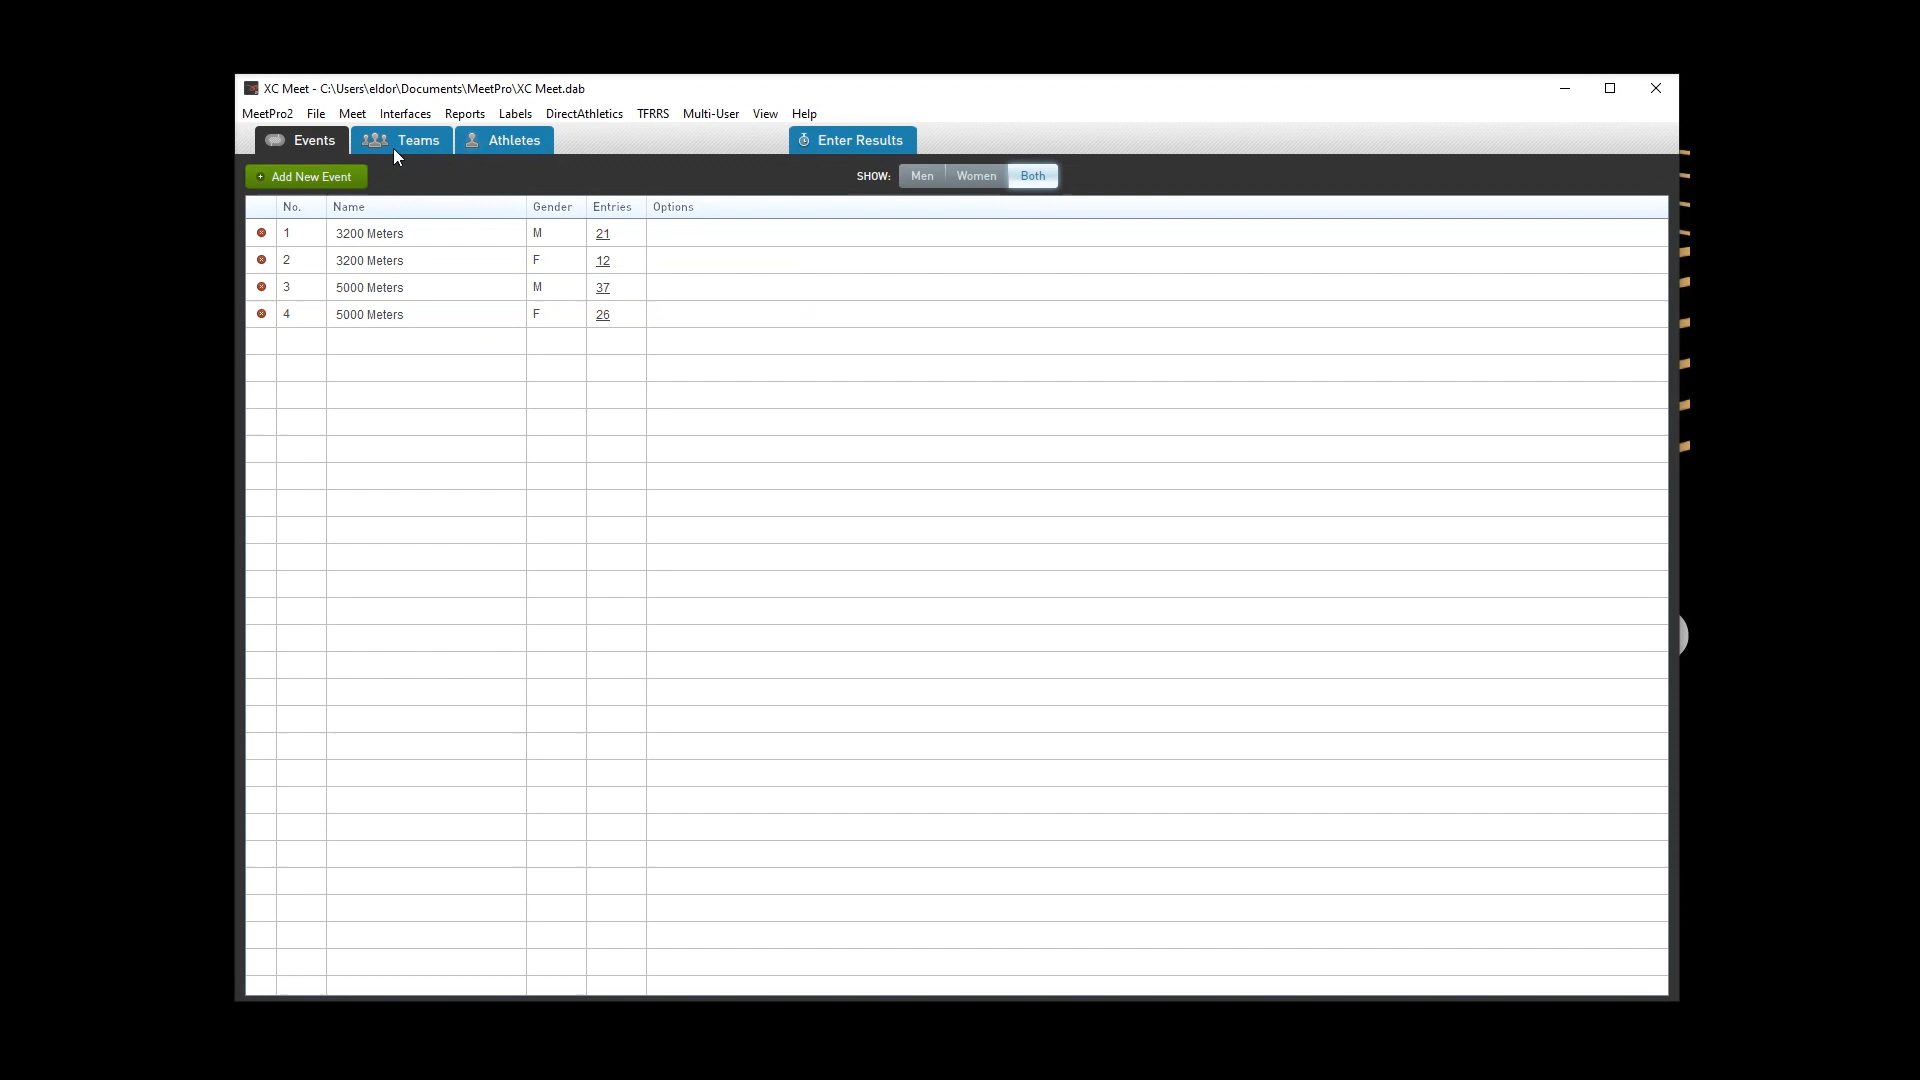 XC Meet - C:\Users\eldor\Documents\MeetPro\XC Meet.dab
MeetPro2 File Meet Interfaces Reports Labels DirectAthletics TFRRS Multi-User View Help
Events Teams Athletes Enter Results
Add New Event SHOW: Men Women Both
No. Name Gender Entries Options
1 3200 Meters M 21
2 3200 Meters F 12
3 5000 Meters M 37
4 5000 Meters F 26